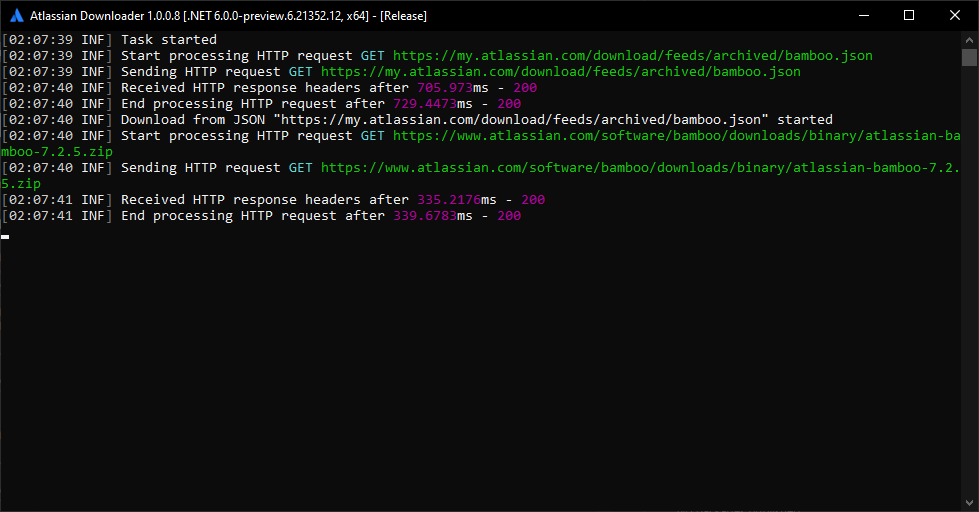 Atlassian Downloader 1.0.0.8 [.NET 6.0.0-preview.6.21352.12, x64] - [Release]
[02:07:39 INF] Task started
[02:07:39 INF] Start processing HTTP request GET https://my.atlassian.com/download/feeds/archived/bamboo.json
[02:07:39 INF] Sending HTTP request GET https://my.atlassian.com/download/feeds/archived/bamboo.json
[02:07:40 INF] Received HTTP response headers after 705.973ms - 200
[02:07:40 INF] End processing HTTP request after 729.4473ms - 200
[02:07:40 INF] Download from JSON "https://my.atlassian.com/download/feeds/archived/bamboo.json" started
[02:07:40 INF] Start processing HTTP request GET https://www.atlassian.com/software/bamboo/downloads/binary/atlassian-ba
mboo-7.2.5.zip
[02:07:40 INF] Sending HTTP request GET https://www.atlassian.com/software/bamboo/downloads/binary/atlassian-bamboo-7.2.
5.zip
[02:07:41 INF] Received HTTP response headers after 335.2176ms - 200
[02:07:41 INF] End processing HTTP request after 339.6783ms - 200